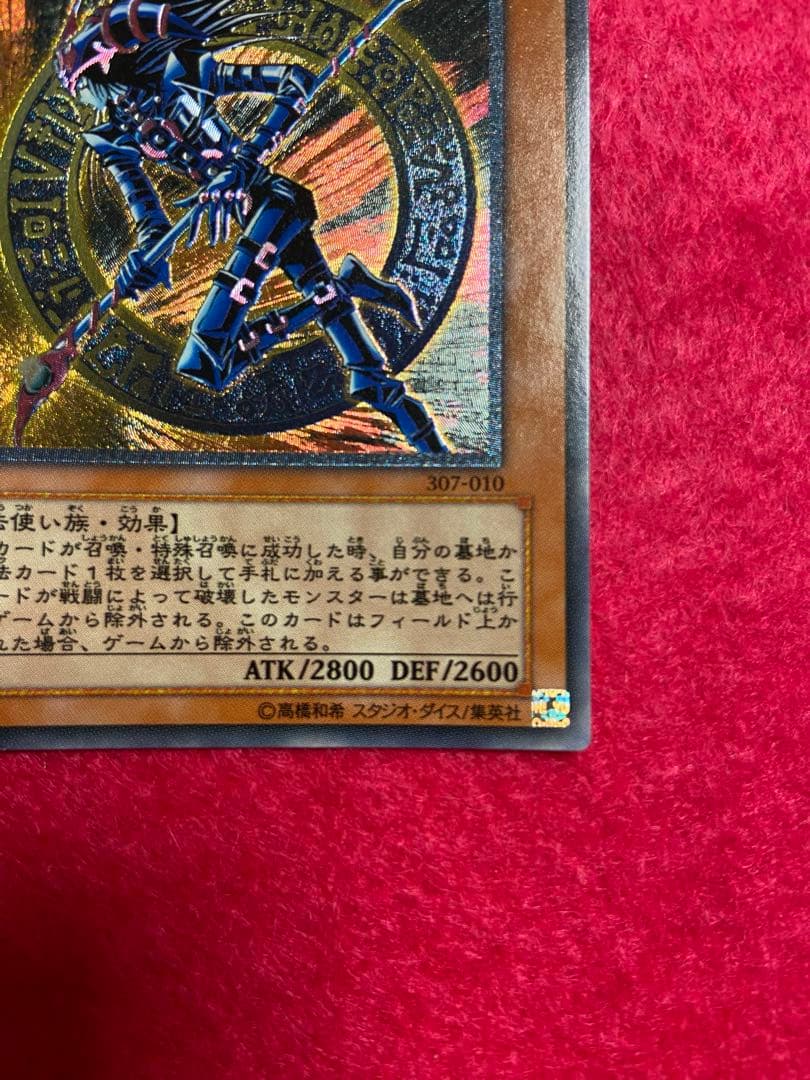 307-010
使い族・効果】
カードが召喚・特殊召喚に成功した時、自分の墓地か
法カード1枚を選択して手札に加える事ができる。こ
ードが戦闘によって破壊したモンスターは墓地へは行
ゲームから除外される。このカードはフィールド上か
れた場合、ゲームから除外される。
ATK/2800 DEF/2600
©高橋和希 スタジオ・ダイス/集英社